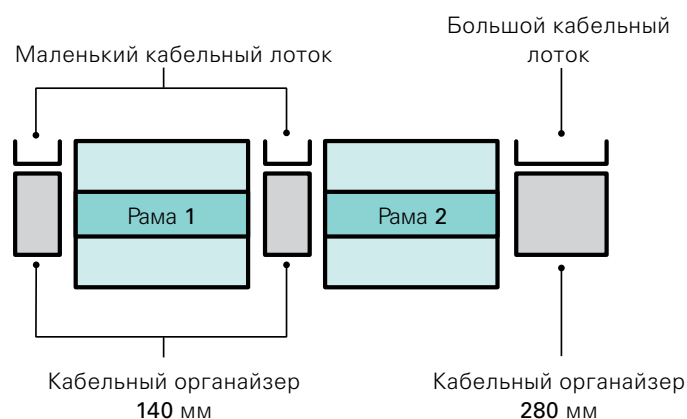 Большой кабельный
лоток
Маленький кабельный лоток
Рама 1
Рама 2
Кабельный органайзер
140 мм
Кабельный органайзер
280 мм